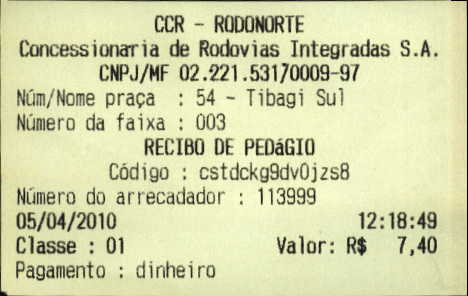 CCR - RODONORTE
Concessionaria de Rodovias Integradas S.A.
CNPJ/MF 02.221.531/0009-97
Núm/Nome praça : 54 - Tibagi Sul
Número da faixa : 003
RECIBO DE PEDáGIO
Código : cstdckg9dv0jzs8
Número do arrecadador : 113999
05/04/2010 12:18:49
Classe : 01 Valor: R$ 7,40
Pagamento : dinheiro